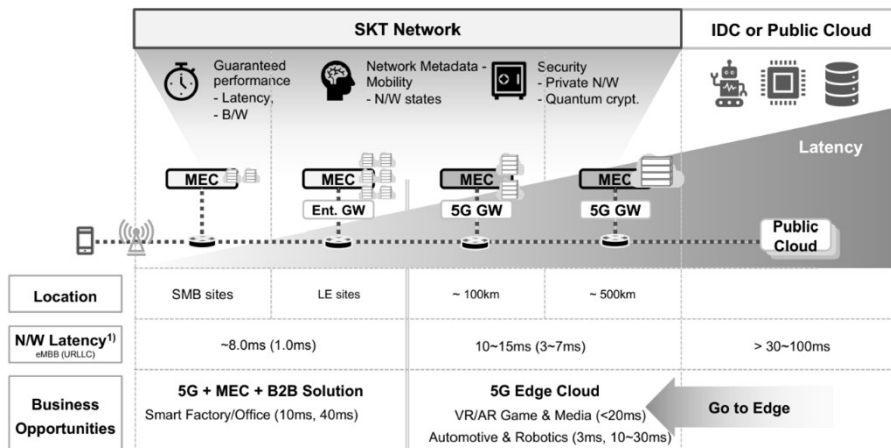 SKT Network
IDC or Public Cloud
Guaranteed
performance
- Latency,
- B/W
Network Metadata -
Mobility
- N/W states
Security
- Private N/W
- Quantum crypt.
Latency
MEC
MEC
MEC
MEC
Ent. GW
5G GW
5G GW
Public
Cloud
Location
SMB sites
LE sites
~ 100km
~ 500km
N/W Latency1)
eMBB (URLLC)
~8.0ms (1.0ms)
10~15ms (3~7ms)
> 30~100ms
Business
Opportunities
5G + MEC + B2B Solution
Smart Factory/Office (10ms, 40ms)
5G Edge Cloud
VR/AR Game & Media (<20ms)
Automotive & Robotics (3ms, 10~30ms)
Go to Edge